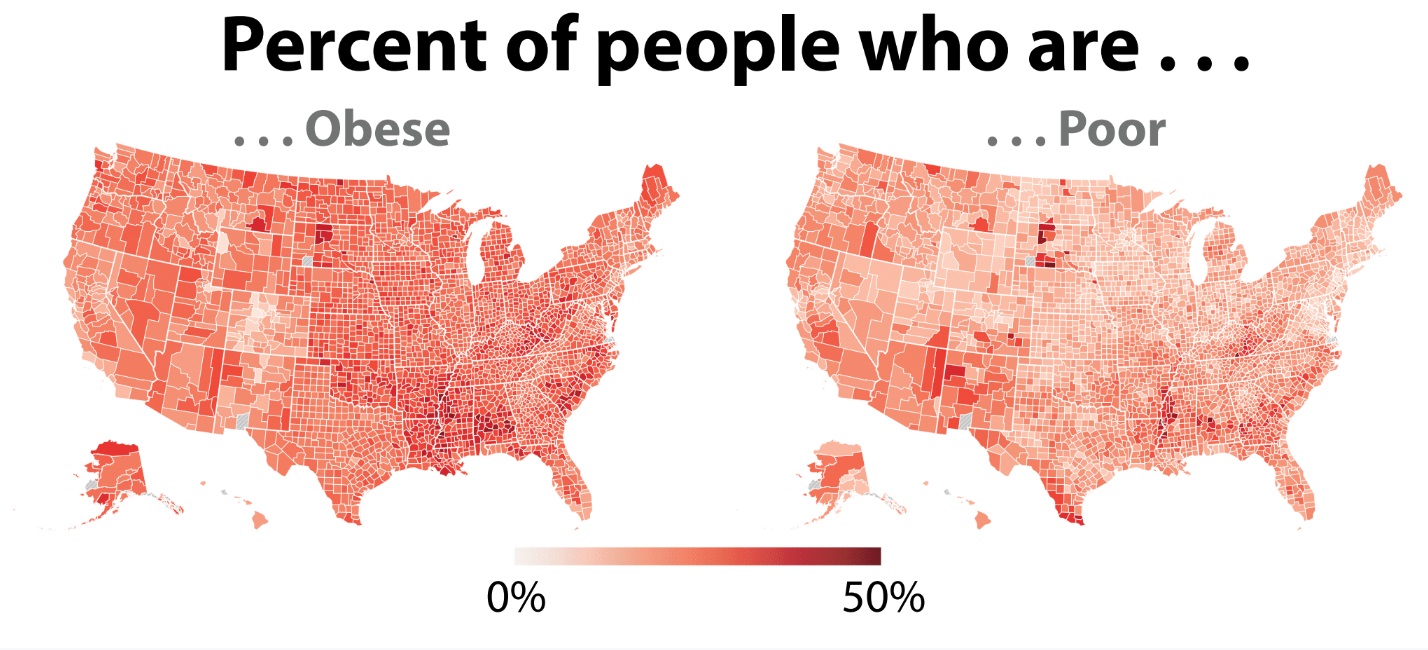 Percent of people who are . . .
. . . Obese
. . . Poor
0%
50%